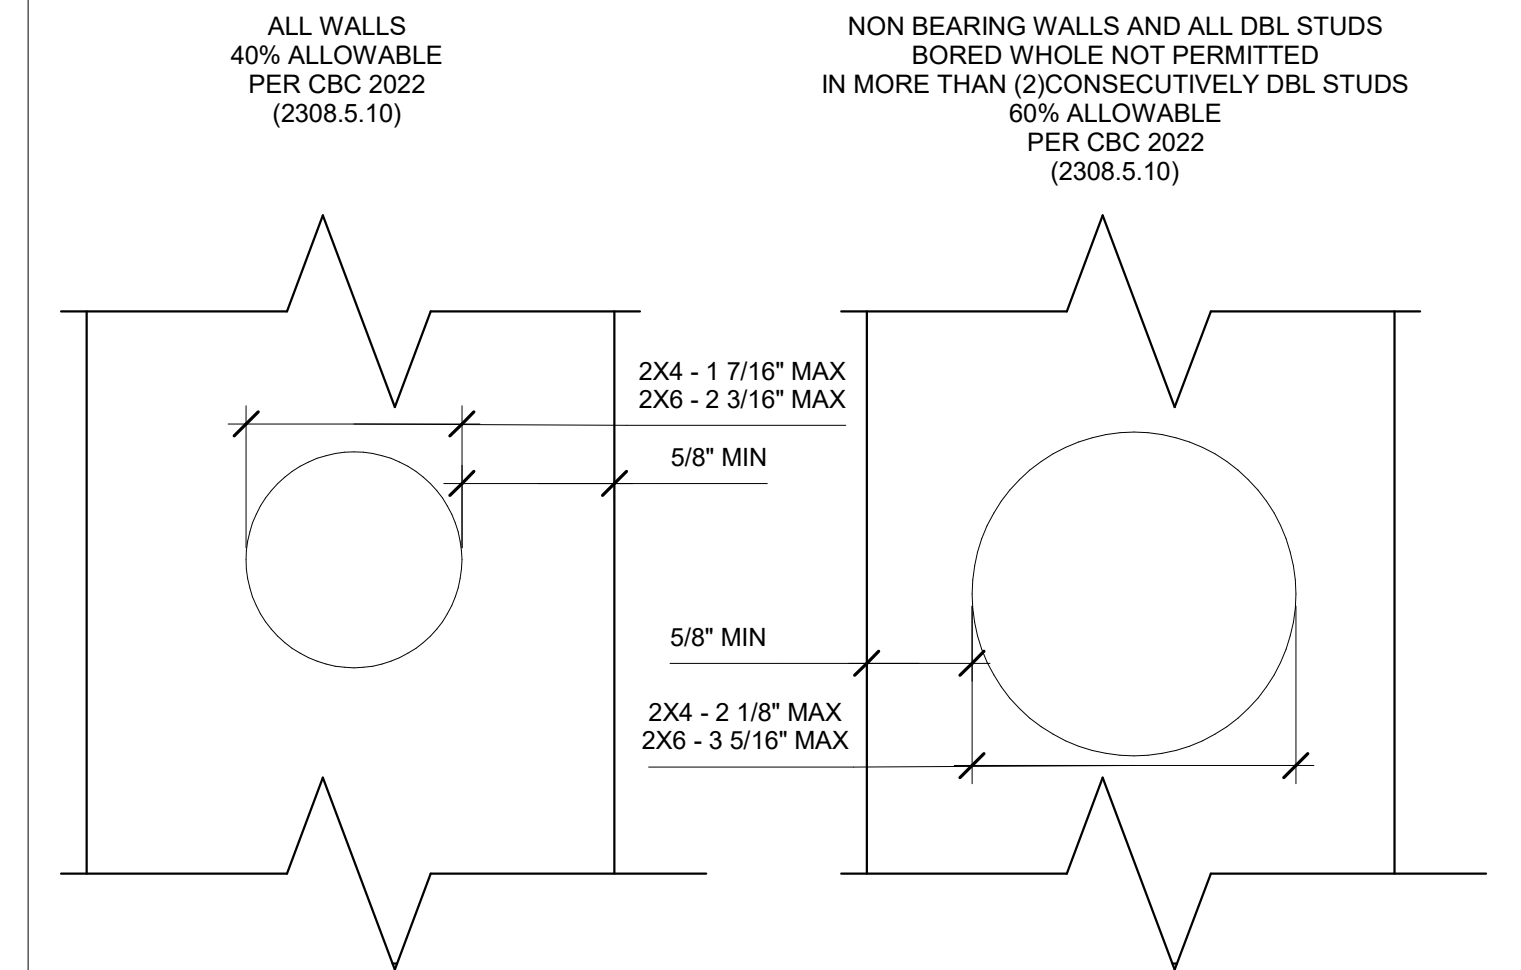 ALL WALLS
40% ALLOWABLE
PER CBC 2022
(2308.5.10)
NON BEARING WALLS AND ALL DBL STUDS
BORED WHOLE NOT PERMITTED
IN MORE THAN (2)CONSECUTIVELY DBL STUDS
60% ALLOWABLE
PER CBC 2022
(2308.5.10)
2X4 - 1 7/16" MAX
2X6 - 2 3/16" MAX
5/8" MIN
5/8" MIN
2X4 - 2 1/8" MAX
2X6 - 3 5/16" MAX